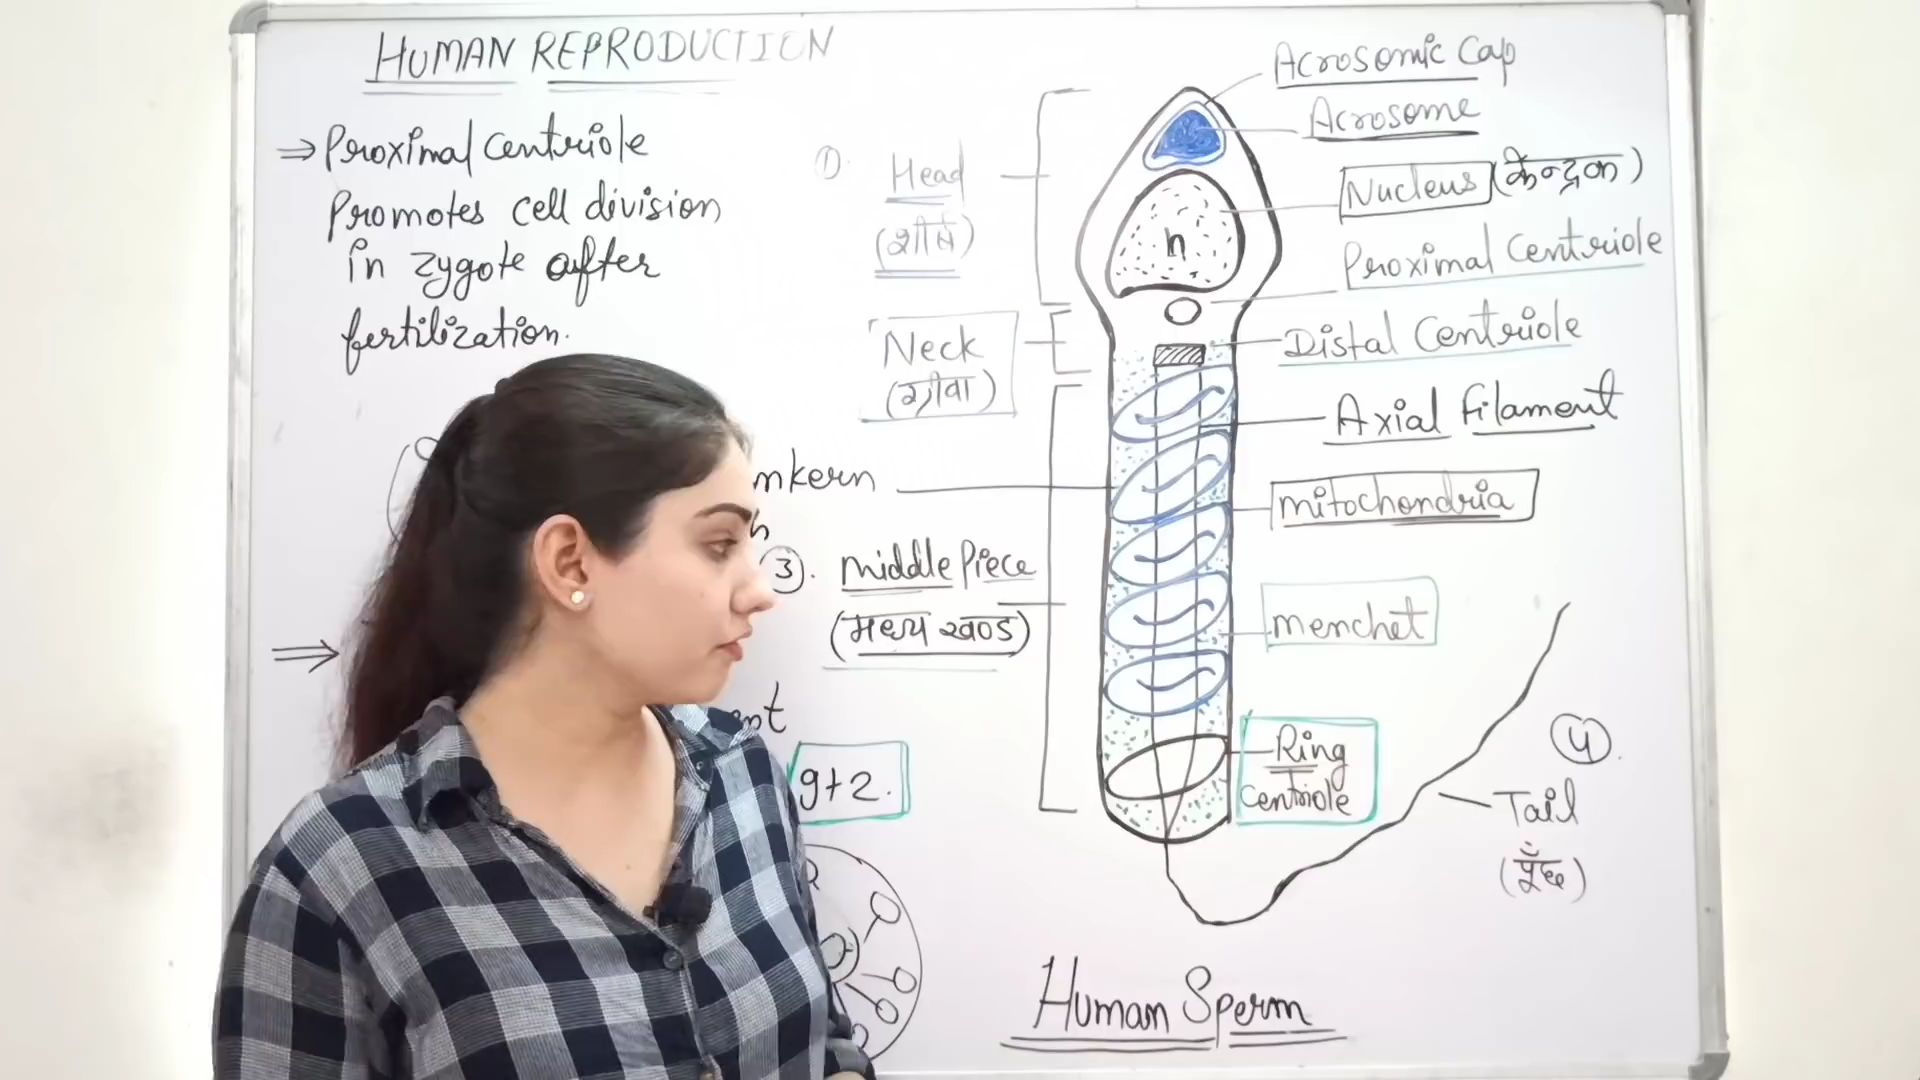 HUMAN REPRODUCTION
⇒ Proximal Centriole
Promotes cell division
in zygote after
fertilization.
⇒
9+2.
1).
Head
(शीर्ष)
Neck
(ग्रीवा)
3). middle Piece
(मध्य खण्ड)
Acrosomic Cap
Acrosome
Nucleus (केन्द्रक)
n
Proximal Centriole
Distal Centriole
Axial filament
mitochondria
menchet
Ring
Centriole
4).
Tail
(पूँछ)
Human Sperm